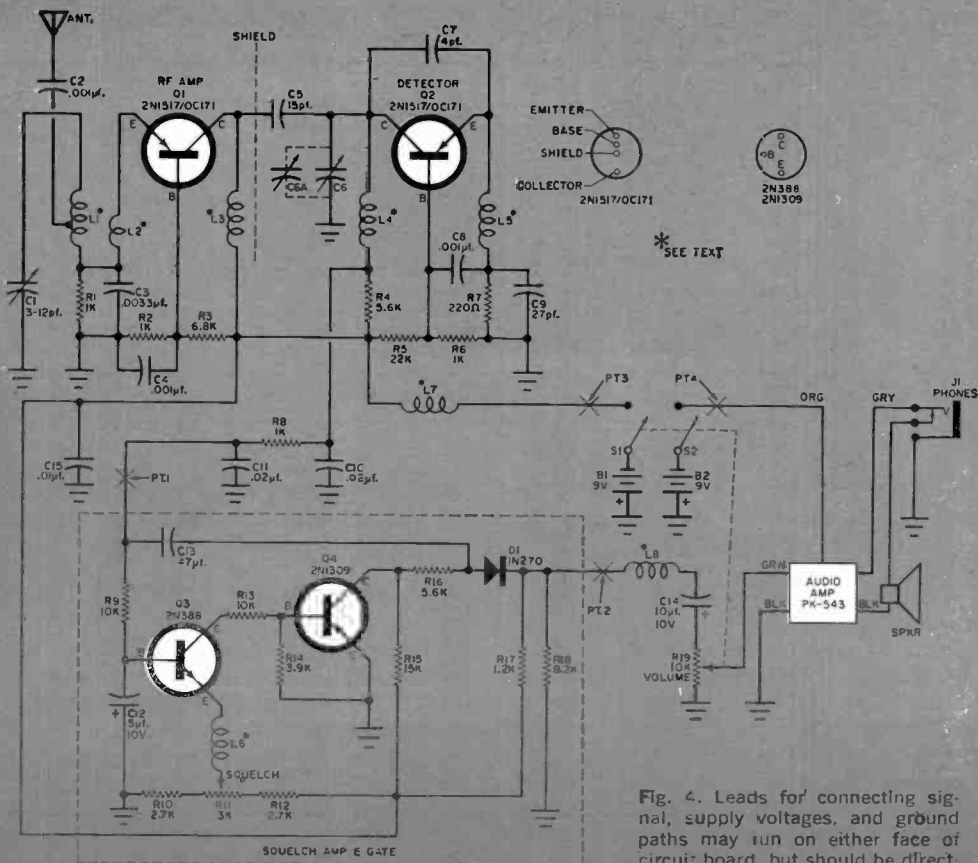 ANT.
C2
.001µf.
RF AMP
Q1
2N1517/OC171
SHIELD
C5
15pf.
C7
4pf.
DETECTOR
Q2
2N1517/OC171
E
C
B
C
E
B
EMITTER
BASE
SHIELD
COLLECTOR
2N1517/OC171
C
B
E
2N388
2N1309
*SEE TEXT
C6A
C6
L1*
L2*
*L3
L4*
L5*
C1
3-12pf.
R1
1K
C3
.0033µf.
R2
1K
R3
6.8K
C4
.001µf.
R4
5.6K
C8
.001µf.
R7
220Ω
C9
27pf.
R5
22K
R6
1K
*L7
PT3
PT4
ORG
GRY
J1
PHONES
C15
.01µf.
PT.1
R8
1K
C11
.02µf.
C10
.02µf.
S1
S2
B1
9V
B2
9V
C13
47µf.
Q4
2N1309
D1
1N270
R16
5.6K
PT.2
*L8
C14
10µf.
10V
GRN
BLK
AUDIO
AMP
PK-543
BLK
SPKR
R9
10K
Q3
2N388
R13
10K
B
C
E
B
R14
3.9K
R15
15K
R17
1.2K
R18
8.2K
R19
10K
VOLUME
C12
5µf.
10V
L6*
SQUELCH
R10
2.7K
R11
3K
R12
2.7K
SQUELCH AMP & GATE
Fig. 4. Leads for connecting sig-
nal, supply voltages, and ground
paths may run on either face of
circuit board, but should be direct